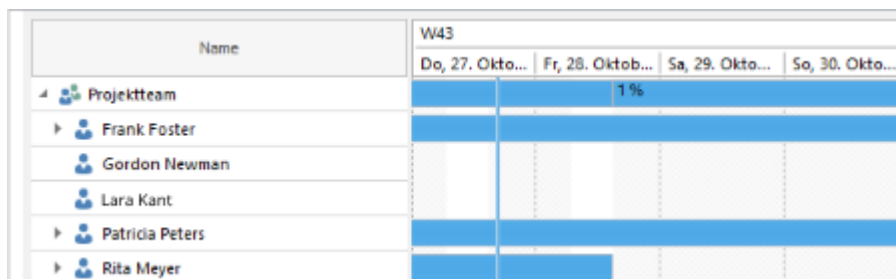 Name
W43
Do, 27. Okto... Fr, 28. Oktob... Sa, 29. Okto... So, 30. Okto...
Projektteam 1 %
Frank Foster
Gordon Newman
Lara Kant
Patricia Peters
Rita Meyer